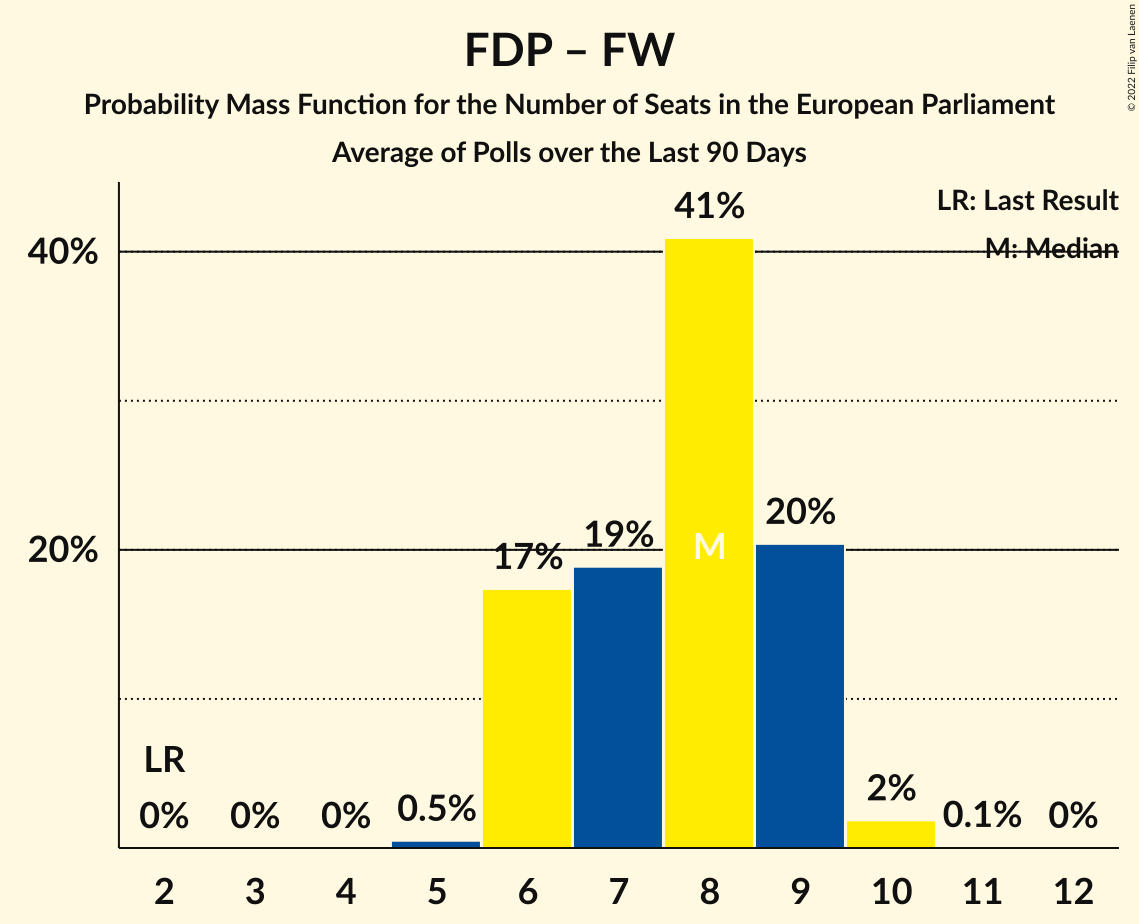 FDP – FW
Probability Mass Function for the Number of Seats in the European Parliament
Average of Polls over the Last 90 Days
© 2022 Filip van Laenen
LR: Last Result
M: Median
40%
20%
LR
0%
0%
0%
0.5%
17%
19%
41%
M
20%
2%
0.1%
0%
2 3 4 5 6 7 8 9 10 11 12